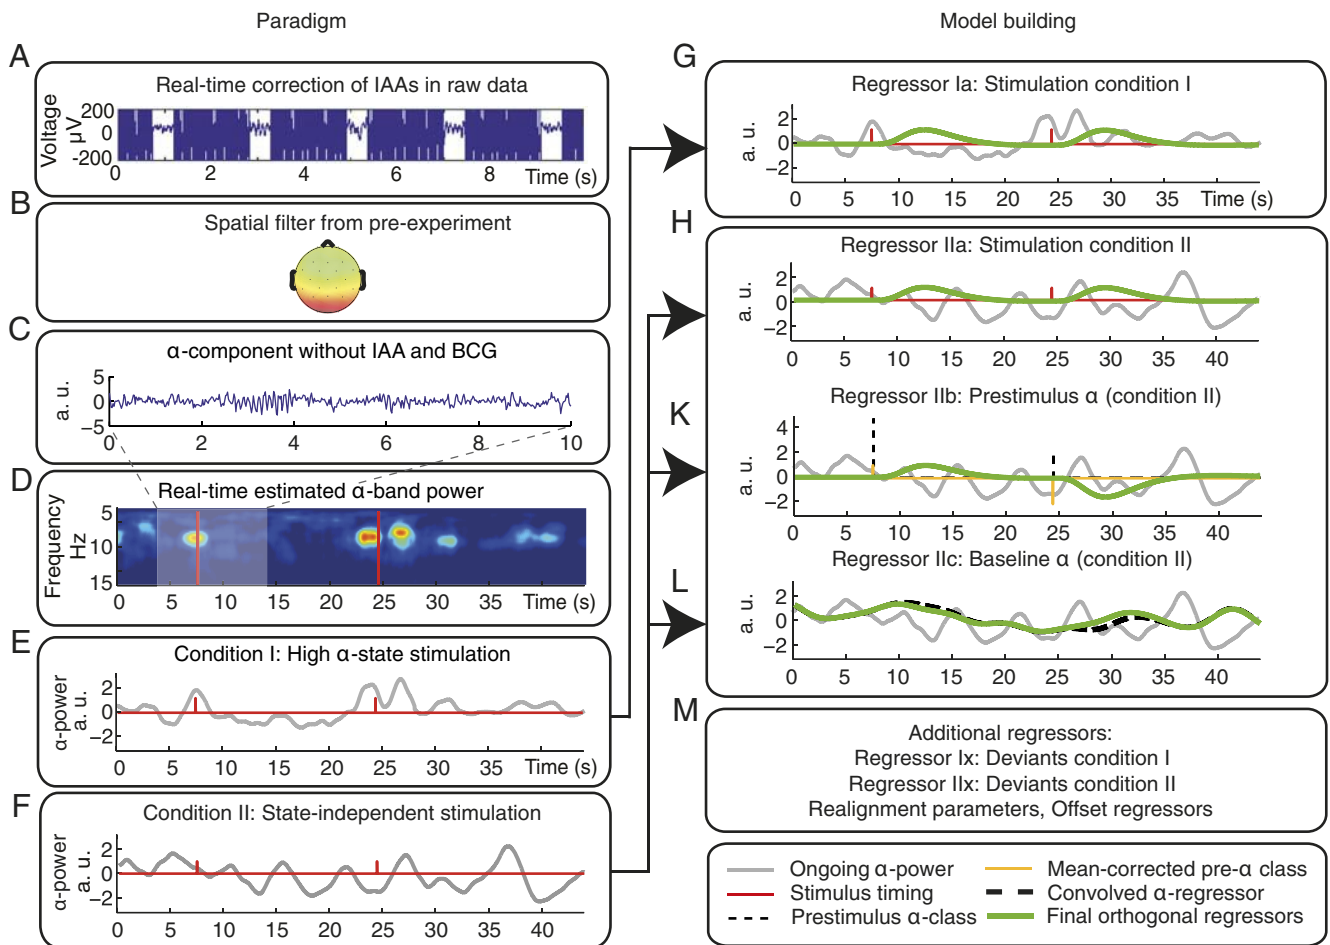 Paradigm
Model building
A
Real-time correction of IAAs in raw data
Voltage
µV
200
0
-200
0 2 4 6 8 Time (s)
B
Spatial filter from pre-experiment
C
α-component without IAA and BCG
a. u.
5
0
−5
0 2 4 6 8 10
D
Real-time estimated α-band power
Frequency
Hz
5
10
15
0 5 10 15 20 25 30 35 Time (s)
E
Condition I: High α-state stimulation
α-power
a. u.
2
0
−2
0 5 10 15 20 25 30 35 Time (s)
F
Condition II: State-independent stimulation
α-power
a. u.
2
0
−2
0 5 10 15 20 25 30 35 40
G
Regressor Ia: Stimulation condition I
a. u.
2
0
−2
0 5 10 15 20 25 30 35 Time (s)
H
Regressor IIa: Stimulation condition II
a. u.
2
0
−2
0 5 10 15 20 25 30 35 40
K
Regressor IIb: Prestimulus α (condition II)
a. u.
4
2
0
−2
0 5 10 15 20 25 30 35 40
L
Regressor IIc: Baseline α (condition II)
a. u.
2
0
−2
0 5 10 15 20 25 30 35 40
M
Additional regressors:
Regressor Ix: Deviants condition I
Regressor IIx: Deviants condition II
Realignment parameters, Offset regressors
Ongoing α-power
Stimulus timing
Prestimulus α-class
Mean-corrected pre-α class
Convolved α-regressor
Final orthogonal regressors